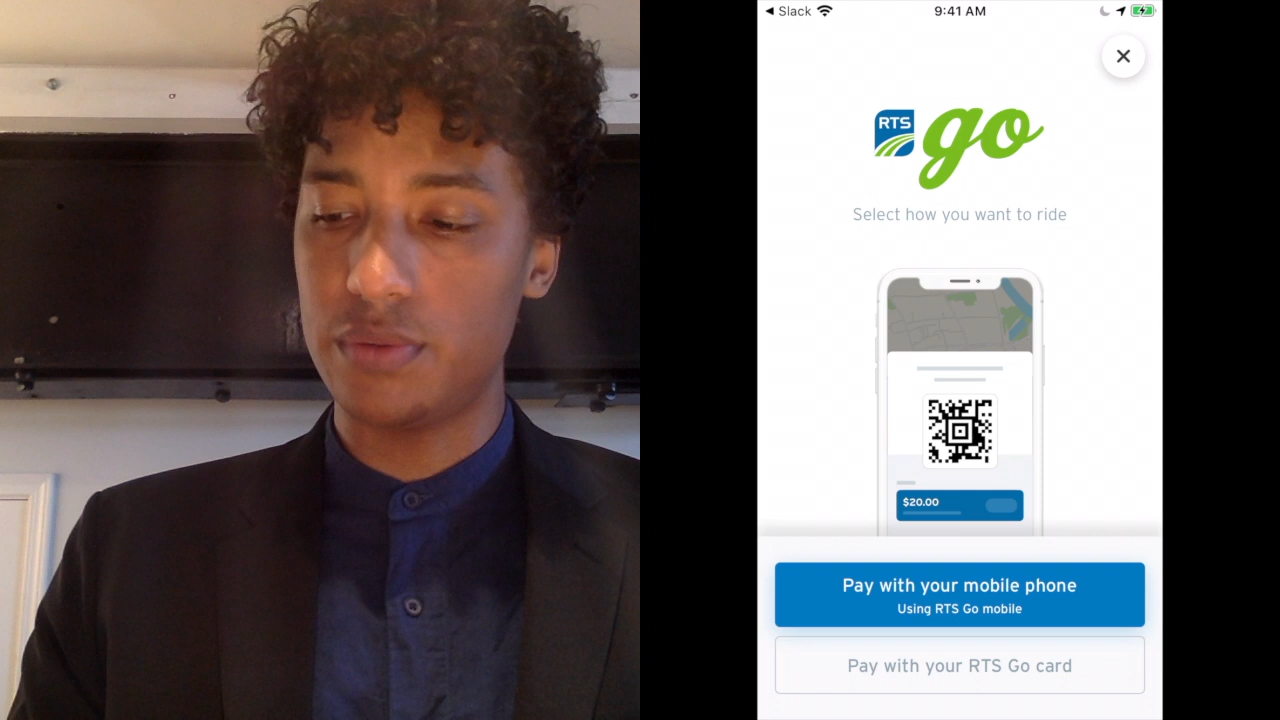 ◀ Slack 9:41 AM
RTS go
Select how you want to ride
$20.00
Pay with your mobile phone
Using RTS Go mobile
Pay with your RTS Go card